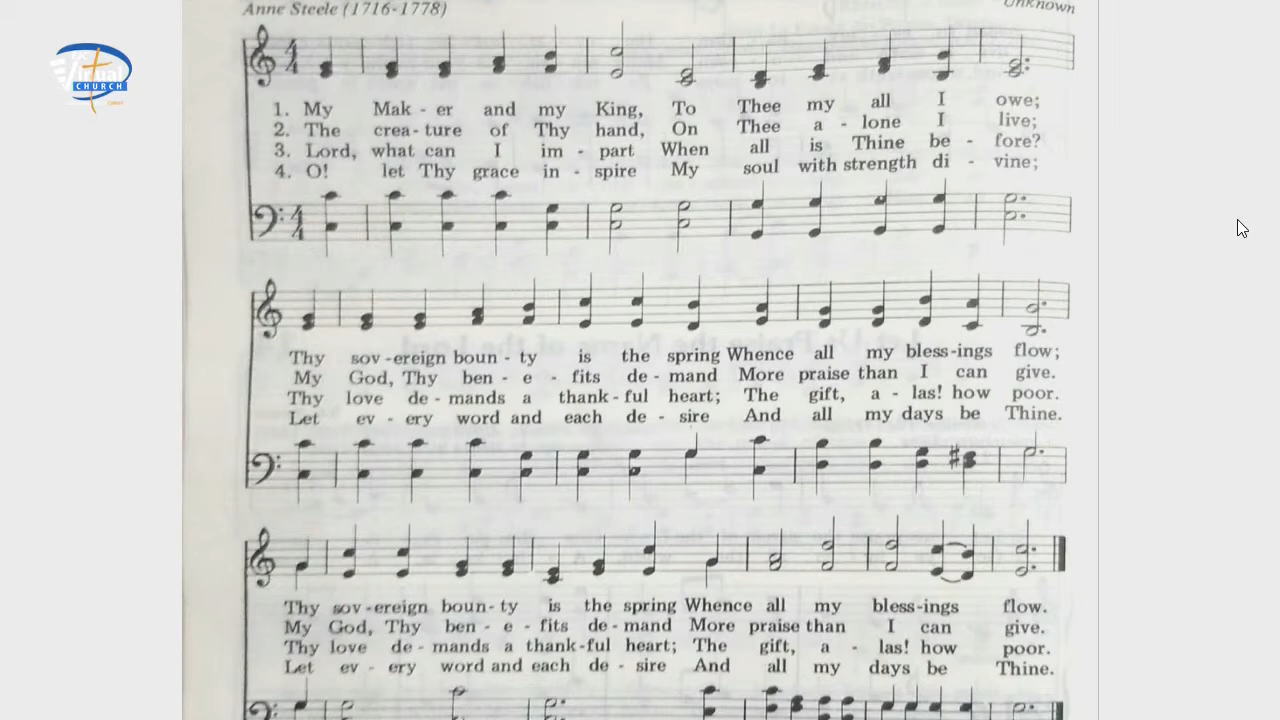 Anne Steele (1716-1778)
Unknown
Virtual
CHURCH
1. My Mak - er and my King, To Thee my all I owe;
2. The crea - ture of Thy hand, On Thee a - lone I live;
3. Lord, what can I im - part When all is Thine be - fore?
4. O! let Thy grace in - spire My soul with strength di - vine;
Thy sov - ereign boun - ty is the spring Whence all my bless - ings flow;
My God, Thy ben - e - fits de - mand More praise than I can give.
Thy love de - mands a thank - ful heart; The gift, a - las! how poor.
Let ev - ery word and each de - sire And all my days be Thine.
Thy sov - ereign boun - ty is the spring Whence all my bless - ings flow.
My God, Thy ben - e - fits de - mand More praise than I can give.
Thy love de - mands a thank - ful heart; The gift, a - las! how poor.
Let ev - ery word and each de - sire And all my days be Thine.